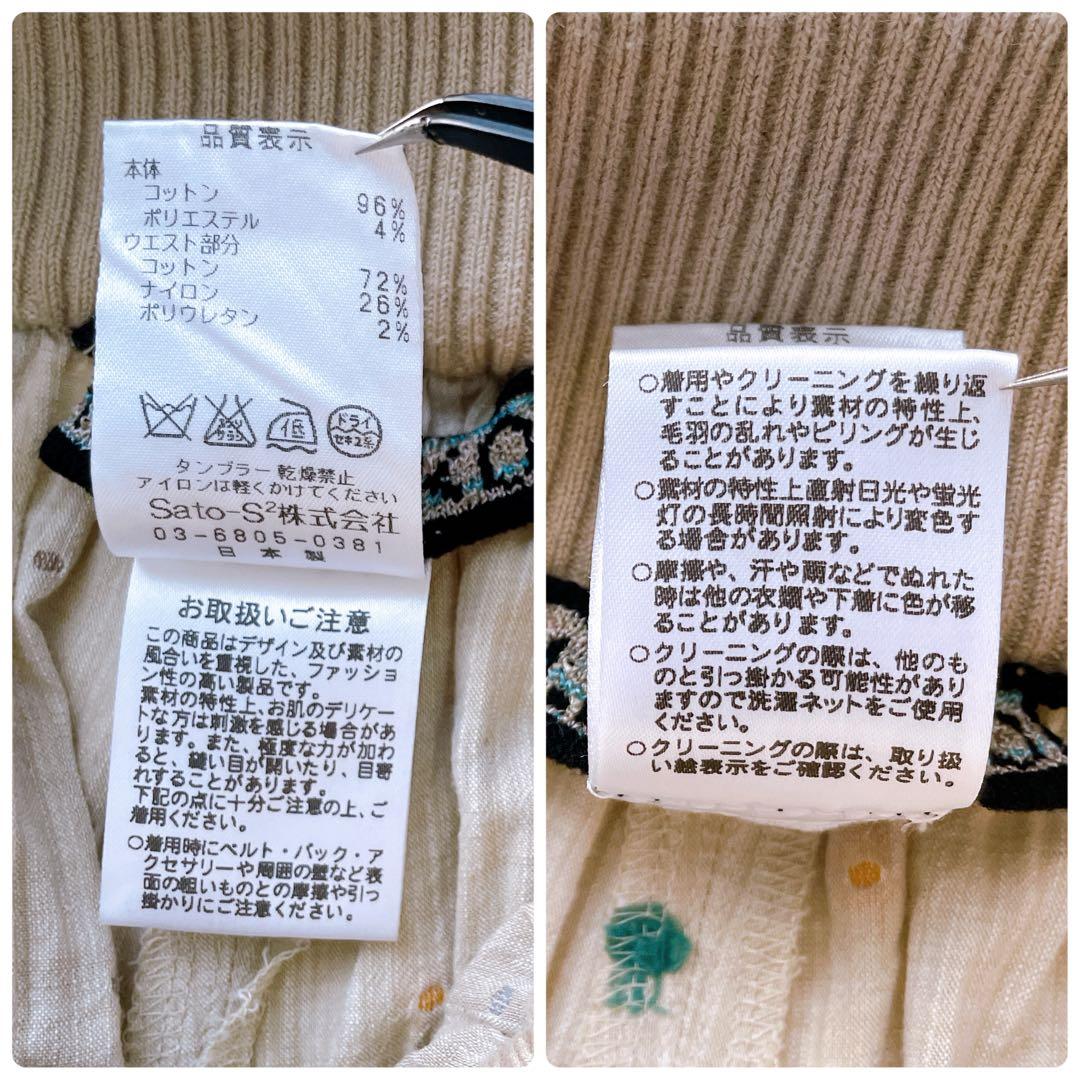 品質表示
本体
コットン 96%
ポリエステル 4%
ウエスト部分
コットン 72%
ナイロン 26%
ポリウレタン 2%
エンソ サラシ 低 ドライ セキユ系
タンブラー乾燥禁止
アイロンは軽くかけてください
Sato-S²株式会社
03-6805-0381
日本製
お取扱いご注意
この商品はデザイン及び素材の
風合いを重視した、ファッショ
ン性の高い製品です。
素材の特性上、お肌のデリケー
トな方は刺激を感じる場合があ
ります。また、極度な力が加わ
ると、縫い目が開いたり、目寄
れすることがあります。
下記の点に十分ご注意の上、ご
着用ください。
○着用時にベルト・バック・ア
クセサリーや周囲の壁など表
面の粗いものとの摩擦や引っ
掛かりにご注意ください。
品質表示
○着用やクリーニングを繰り返
すことにより素材の特性上、
毛羽の乱れやピリングが生じ
ることがあります。
○素材の特性上直射日光や蛍光
灯の長時間照射により変色す
る場合があります。
○摩擦や、汗や雨などでぬれた
時は他の衣類や下着に色が移
ることがあります。
○クリーニングの際は、他のも
のと引っ掛かる可能性があり
ますので洗濯ネットをご使用
ください。
○クリーニングの際は、取り扱
い絵表示をご確認ください。